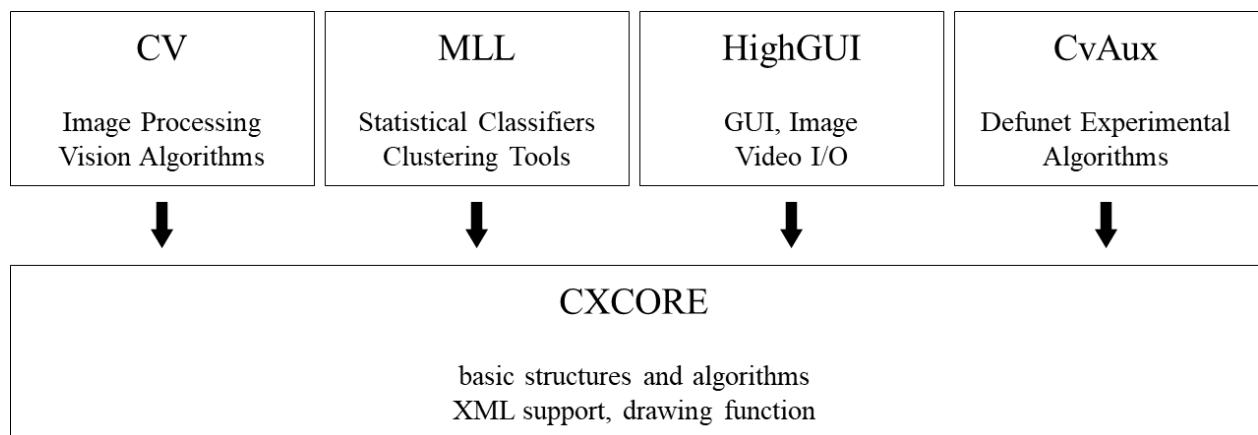 CV
Image Processing
Vision Algorithms
MLL
Statistical Classifiers
Clustering Tools
HighGUI
GUI, Image
Video I/O
CvAux
Defunet Experimental
Algorithms
CXCORE
basic structures and algorithms
XML support, drawing function